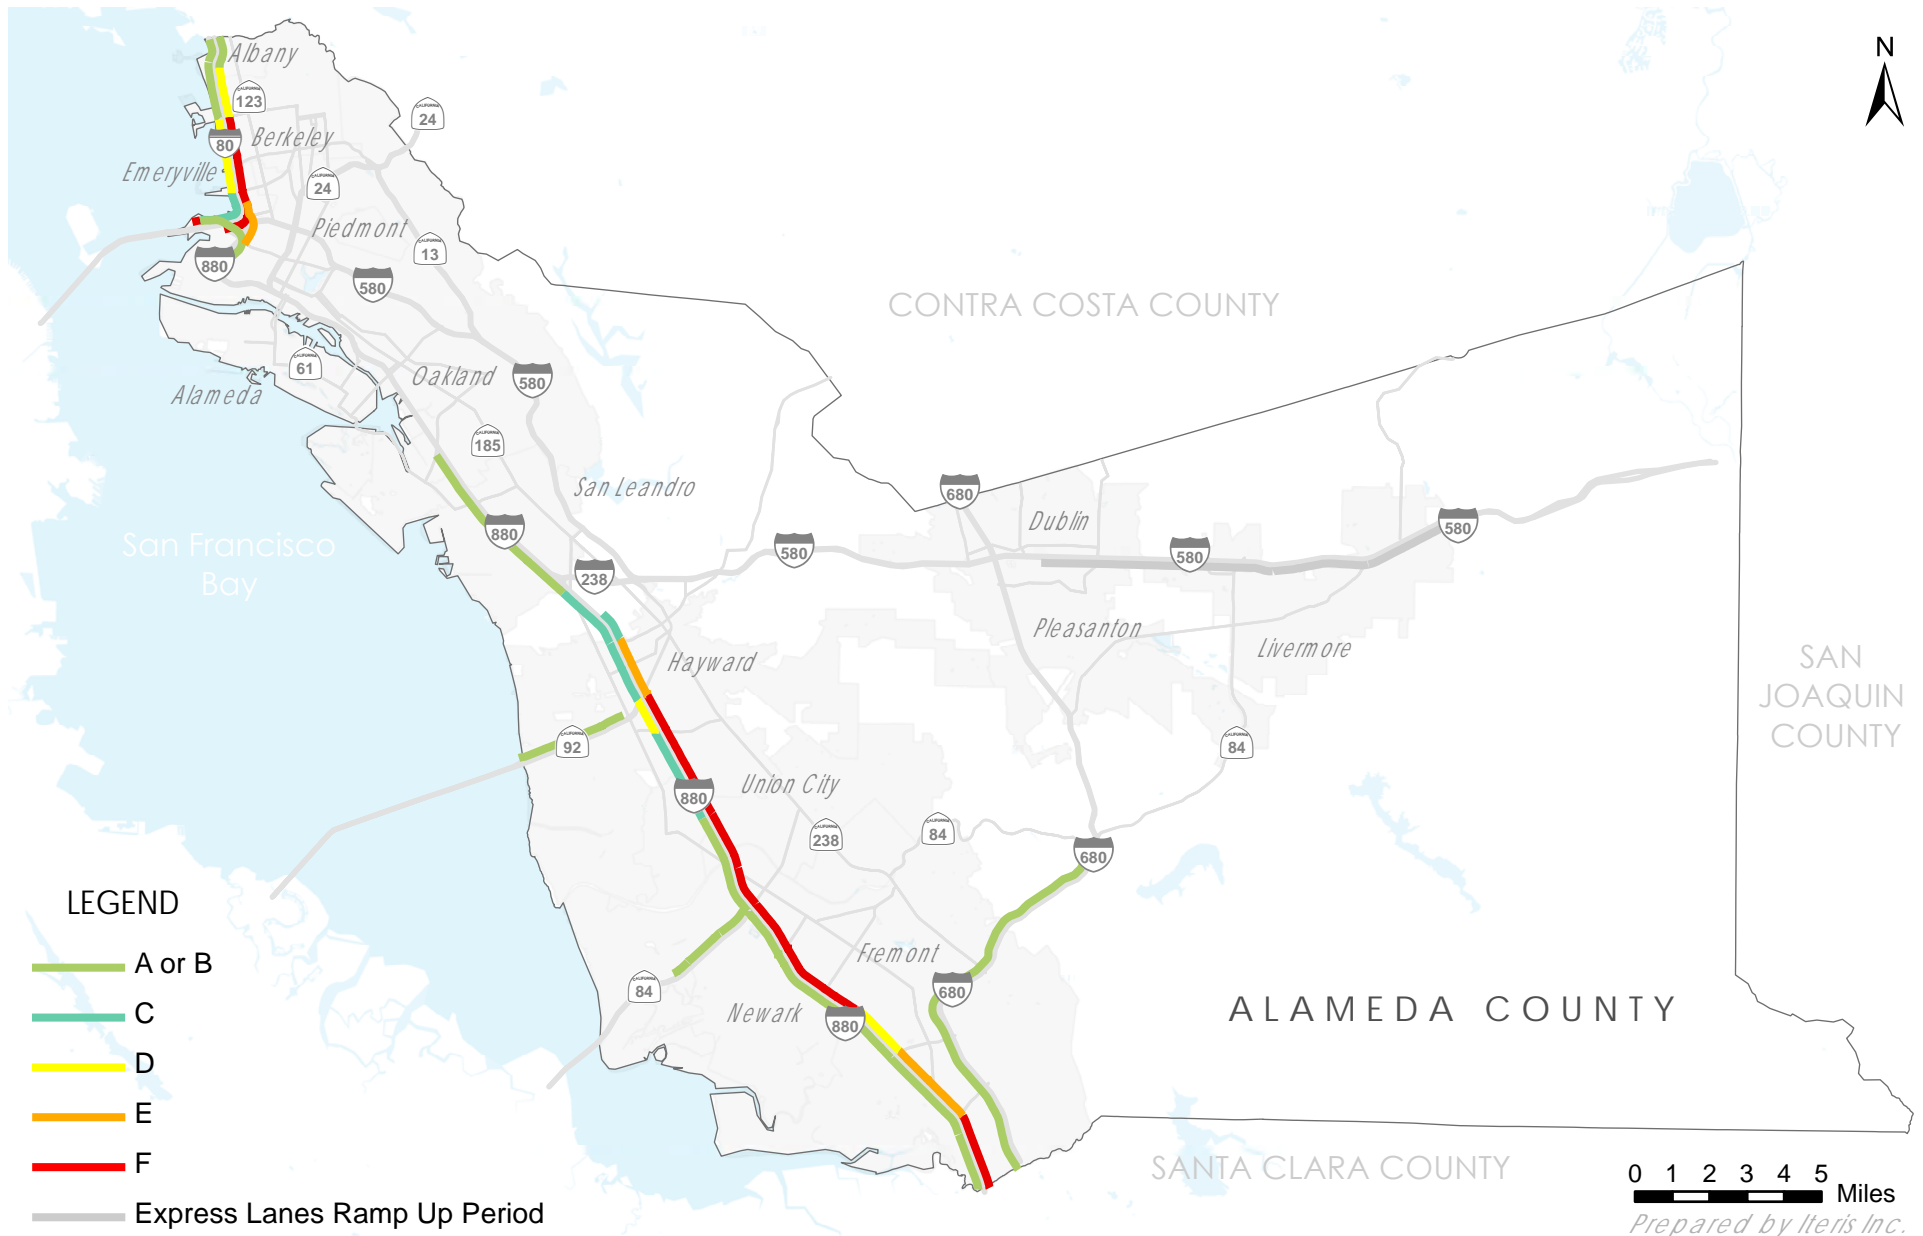 N
Albany
123
CALIFORNIA
24
80
Berkeley
Emeryville
24
Piedmont
13
880
580
CONTRA COSTA COUNTY
61
Oakland
580
Alameda
185
San Leandro
680
Dublin
580
880
580
580
San Francisco
Bay
238
Pleasanton
Livermore
Hayward
SAN
JOAQUIN
COUNTY
92
84
Union City
880
238
84
680
LEGEND
A or B
C
D
E
F
Express Lanes Ramp Up Period
Fremont
84
680
Newark
880
ALAMEDA COUNTY
SANTA CLARA COUNTY
0 1 2 3 4 5
Miles
Prepared by Iteris Inc.